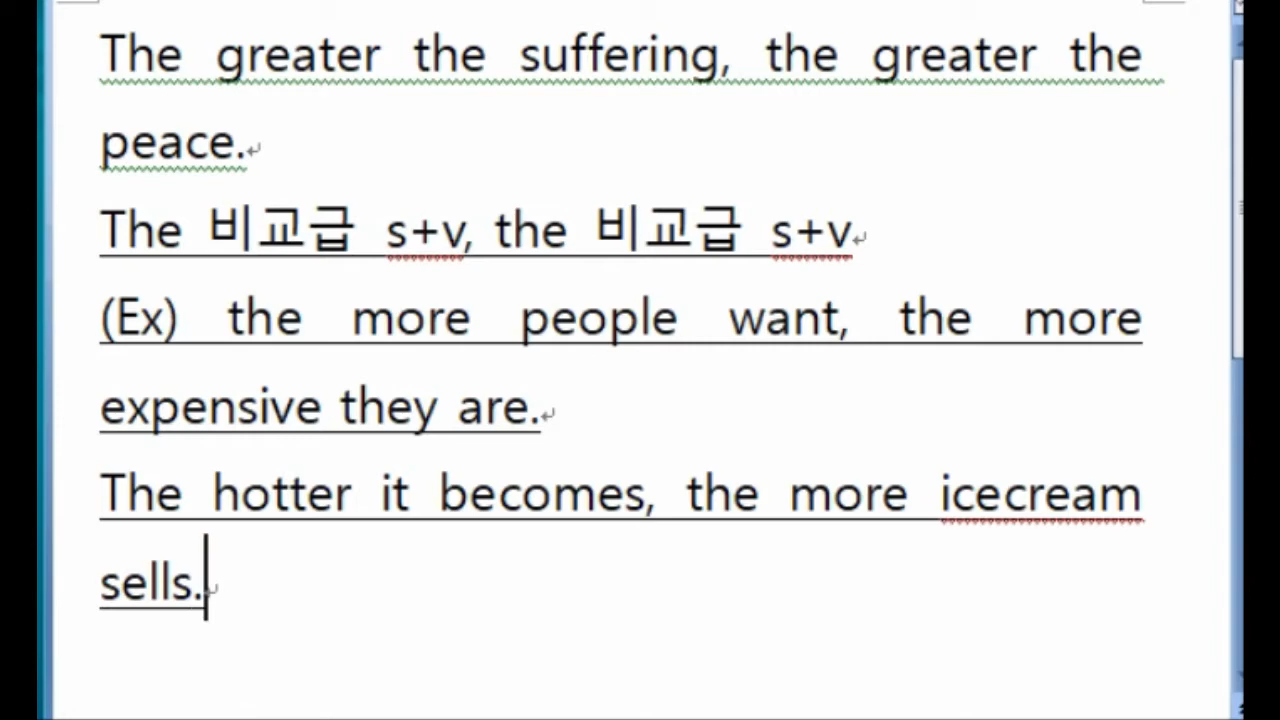 The greater the suffering, the greater the
peace.
The 비교급 s+v, the 비교급 s+v
(Ex) the more people want, the more
expensive they are.
The hotter it becomes, the more icecream
sells.